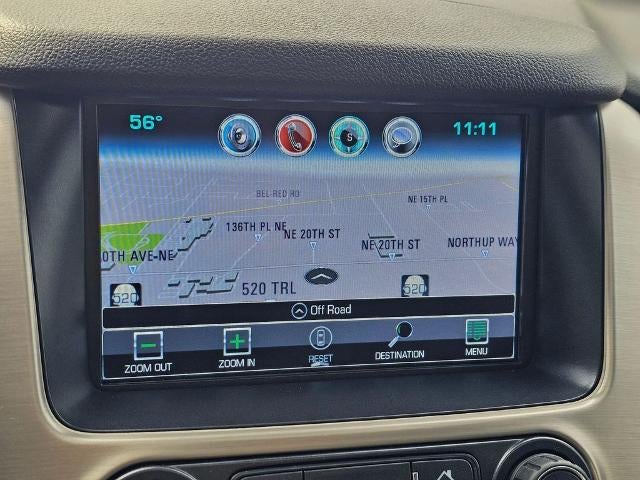 56° S 11:11
BEL-RED RD
NE 15TH PL
136TH PL NE
NE 20TH ST
0TH AVE-NE
NE 20TH ST
NORTHUP WAY
520
520 TRL
520
Off Road
ZOOM OUT
ZOOM IN
RESET
DESTINATION
MENU